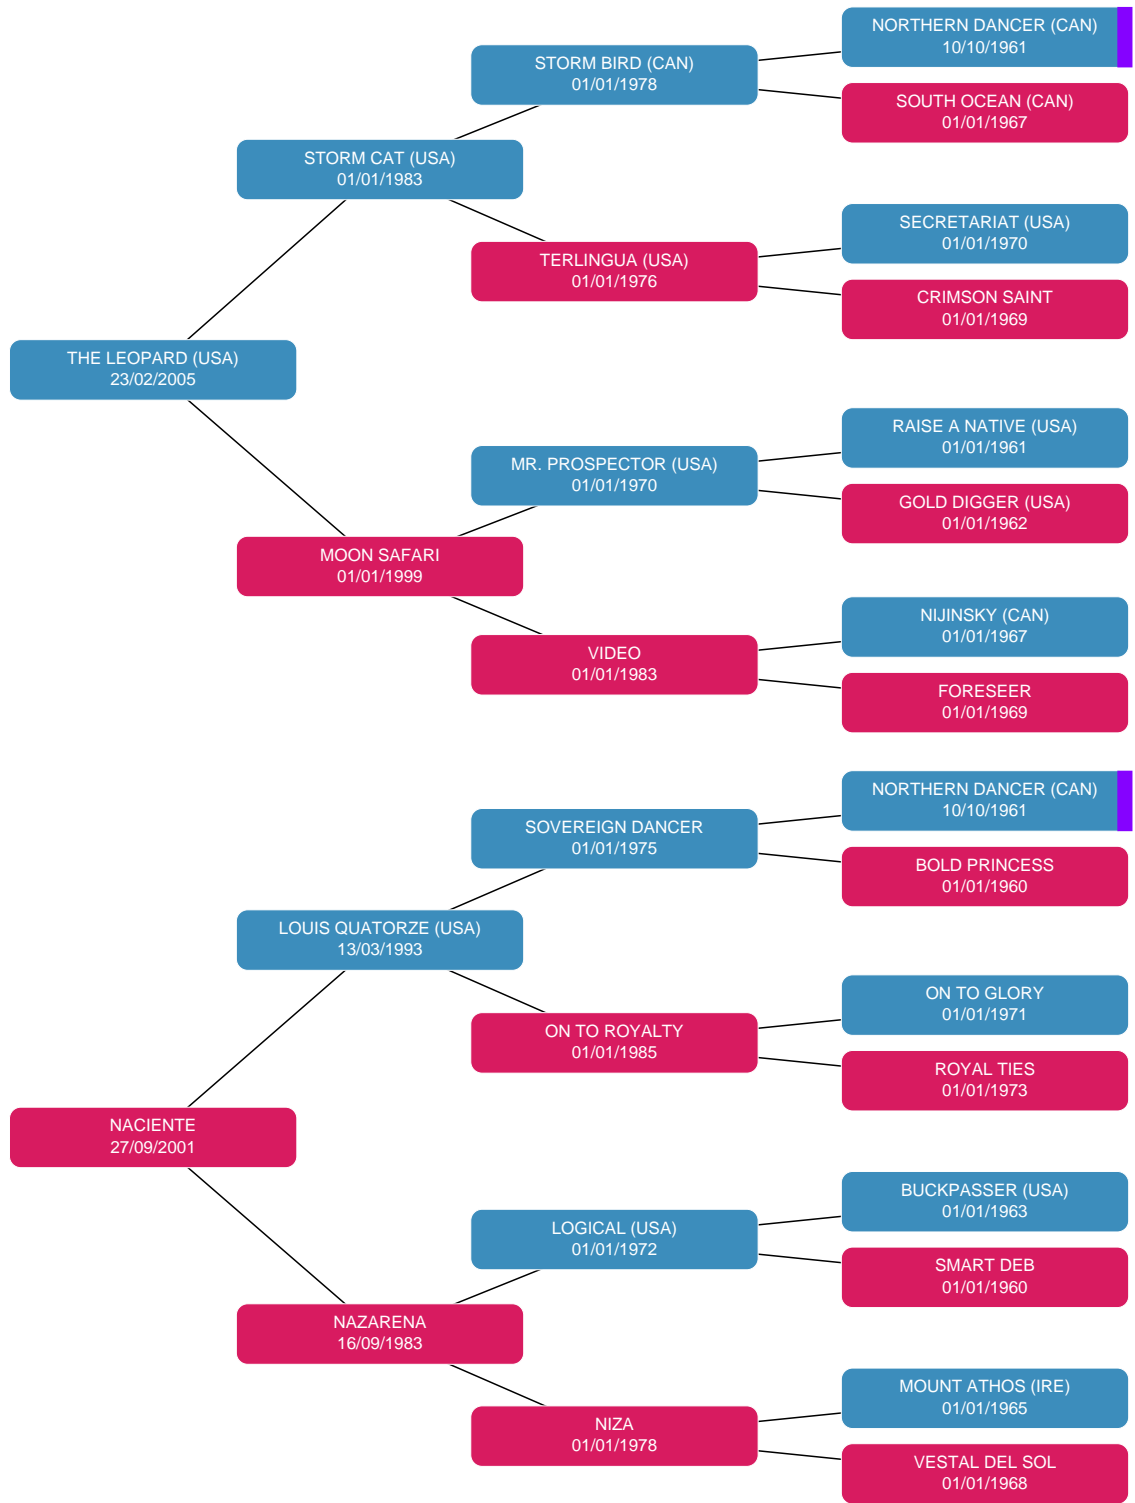 NORTHERN DANCER (CAN)
10/10/1961
STORM BIRD (CAN)
01/01/1978
SOUTH OCEAN (CAN)
01/01/1967
STORM CAT (USA)
01/01/1983
SECRETARIAT (USA)
01/01/1970
TERLINGUA (USA)
01/01/1976
CRIMSON SAINT
01/01/1969
THE LEOPARD (USA)
23/02/2005
RAISE A NATIVE (USA)
01/01/1961
MR. PROSPECTOR (USA)
01/01/1970
GOLD DIGGER (USA)
01/01/1962
MOON SAFARI
01/01/1999
NIJINSKY (CAN)
01/01/1967
VIDEO
01/01/1983
FORESEER
01/01/1969
NORTHERN DANCER (CAN)
10/10/1961
SOVEREIGN DANCER
01/01/1975
BOLD PRINCESS
01/01/1960
LOUIS QUATORZE (USA)
13/03/1993
ON TO GLORY
01/01/1971
ON TO ROYALTY
01/01/1985
ROYAL TIES
01/01/1973
NACIENTE
27/09/2001
BUCKPASSER (USA)
01/01/1963
LOGICAL (USA)
01/01/1972
SMART DEB
01/01/1960
NAZARENA
16/09/1983
MOUNT ATHOS (IRE)
01/01/1965
NIZA
01/01/1978
VESTAL DEL SOL
01/01/1968